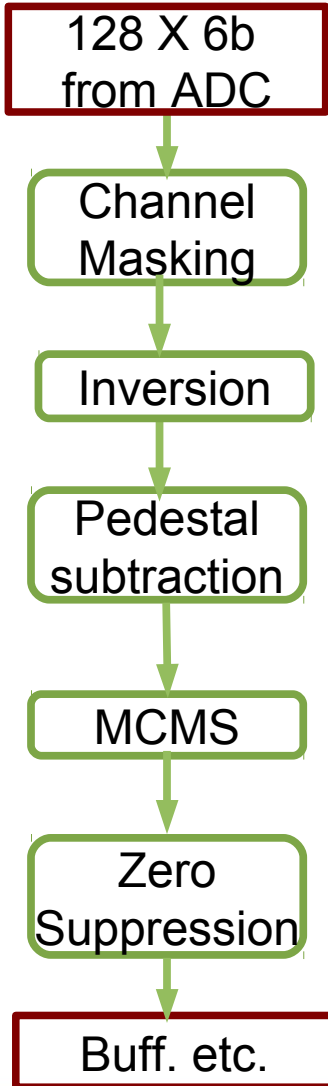 128 X 6b
from ADC
Channel
Masking
Inversion
Pedestal
subtraction
MCMS
Zero
Suppression
Buff. etc.